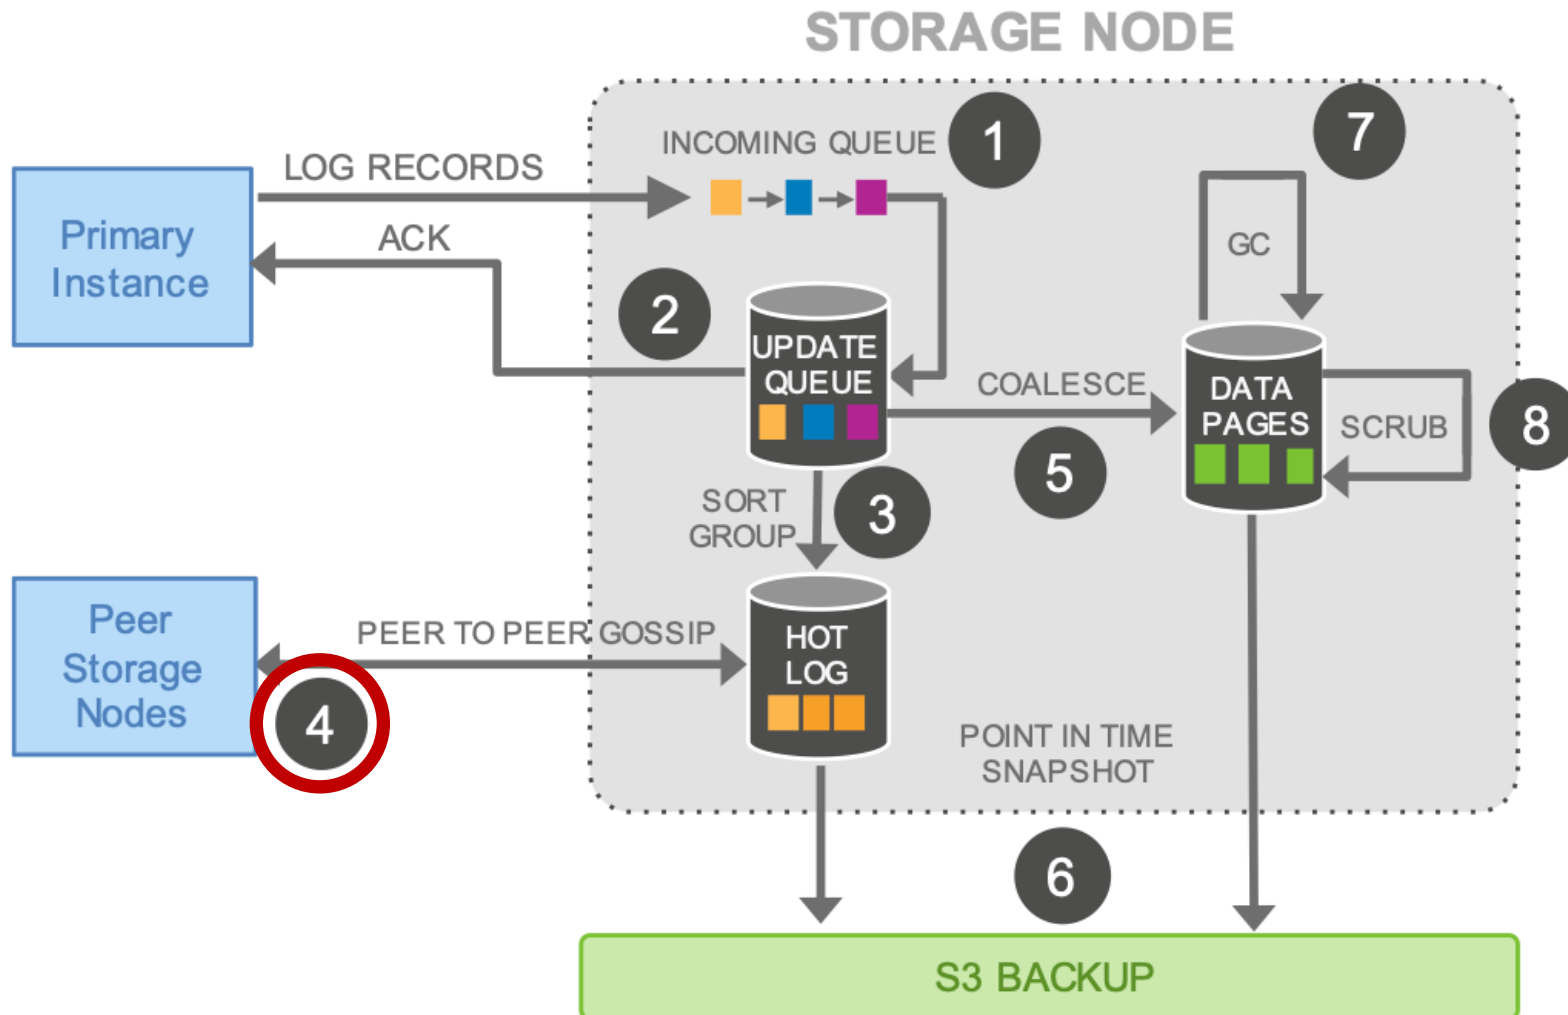 STORAGE NODE
INCOMING QUEUE
1
7
LOG RECORDS
ACK
Primary
Instance
GC
2
UPDATE
QUEUE
COALESCE
DATA
PAGES
SCRUB
8
5
SORT
GROUP
3
Peer
Storage
Nodes
PEER TO PEER GOSSIP
HOT
LOG
4
POINT IN TIME
SNAPSHOT
6
S3 BACKUP